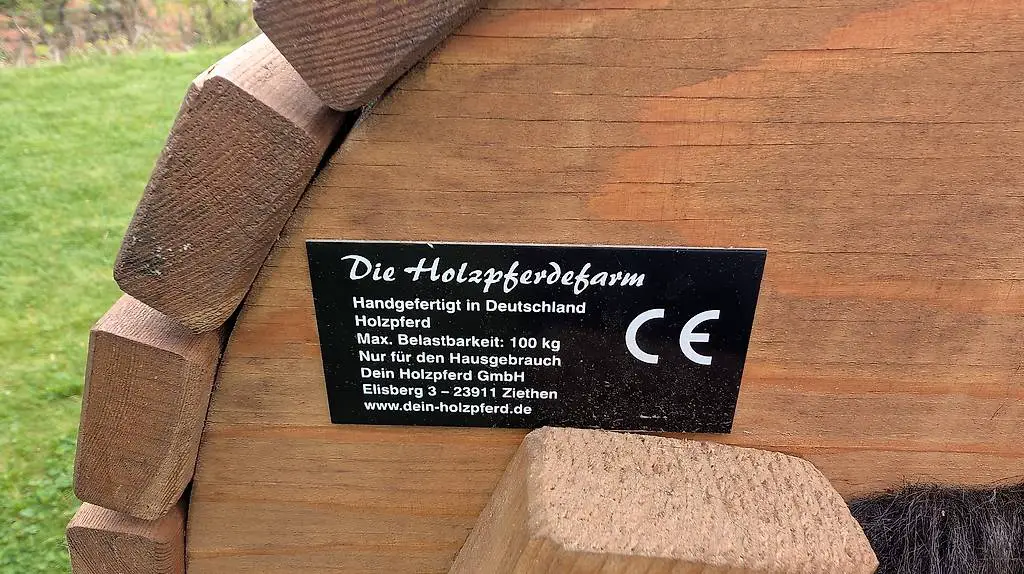 Die Holzpferdefarm
Handgefertigt in Deutschland
Holzpferd
Max. Belastbarkeit: 100 kg
Nur für den Hausgebrauch
Dein Holzpferd GmbH
Elisberg 3 – 23911 Ziethen
www.dein-holzpferd.de
CE